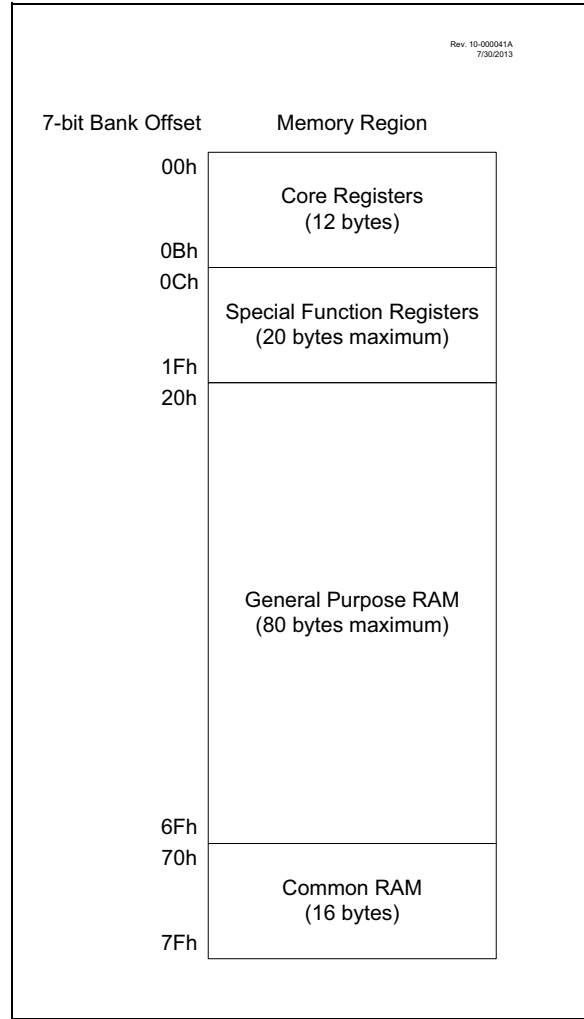 Rev. 10-000041A
7/30/2013
7-bit Bank Offset Memory Region
00h
Core Registers
(12 bytes)
0Bh
0Ch
Special Function Registers
(20 bytes maximum)
1Fh
20h
General Purpose RAM
(80 bytes maximum)
6Fh
70h
Common RAM
(16 bytes)
7Fh